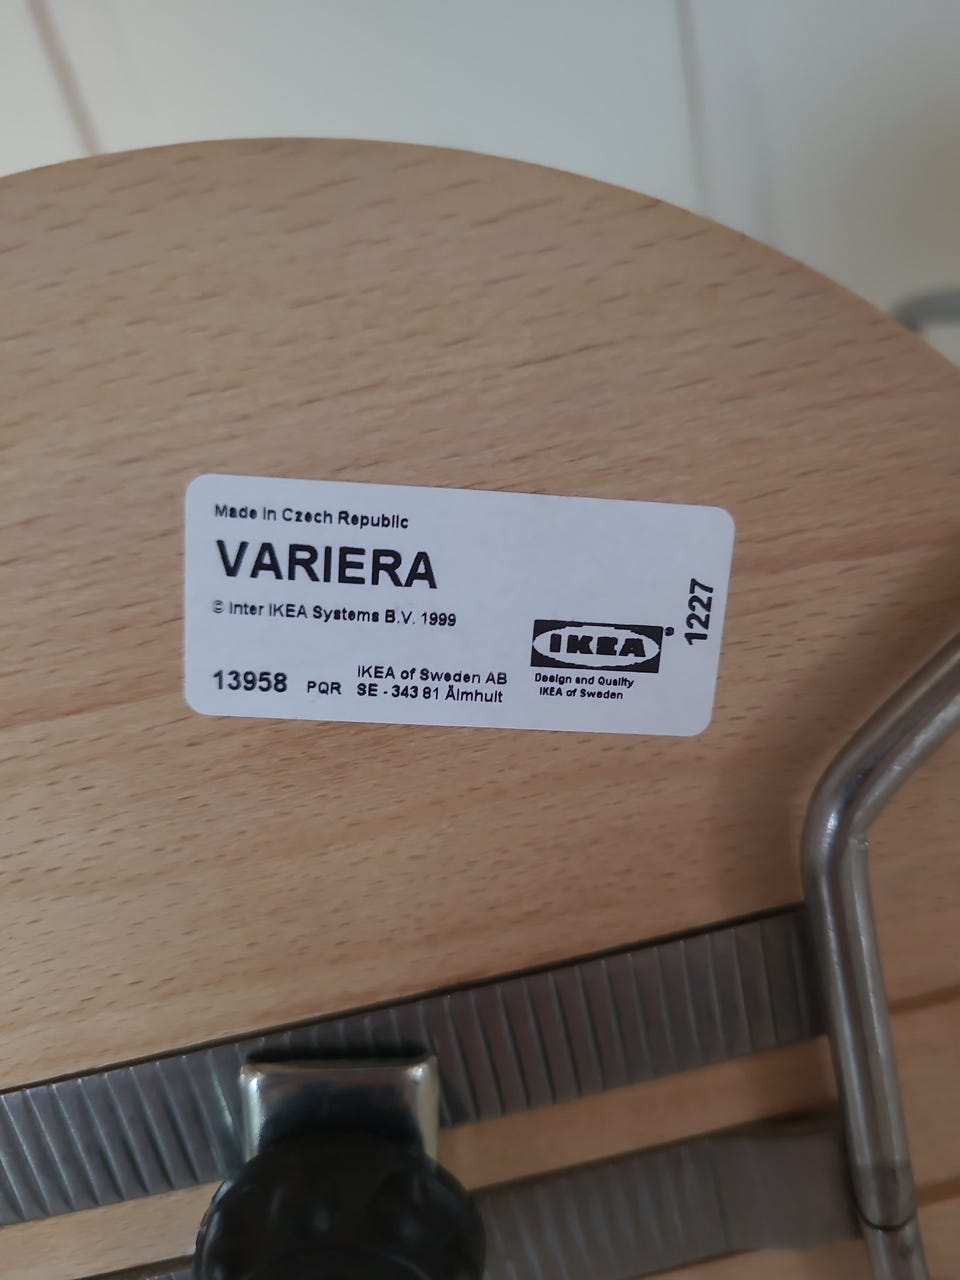 Made in Czech Republic
VARIERA
© Inter IKEA Systems B.V. 1999
13958 PQR
IKEA of Sweden AB
SE - 343 81 Älmhult
IKEA®
Design and Quality
IKEA of Sweden
1227